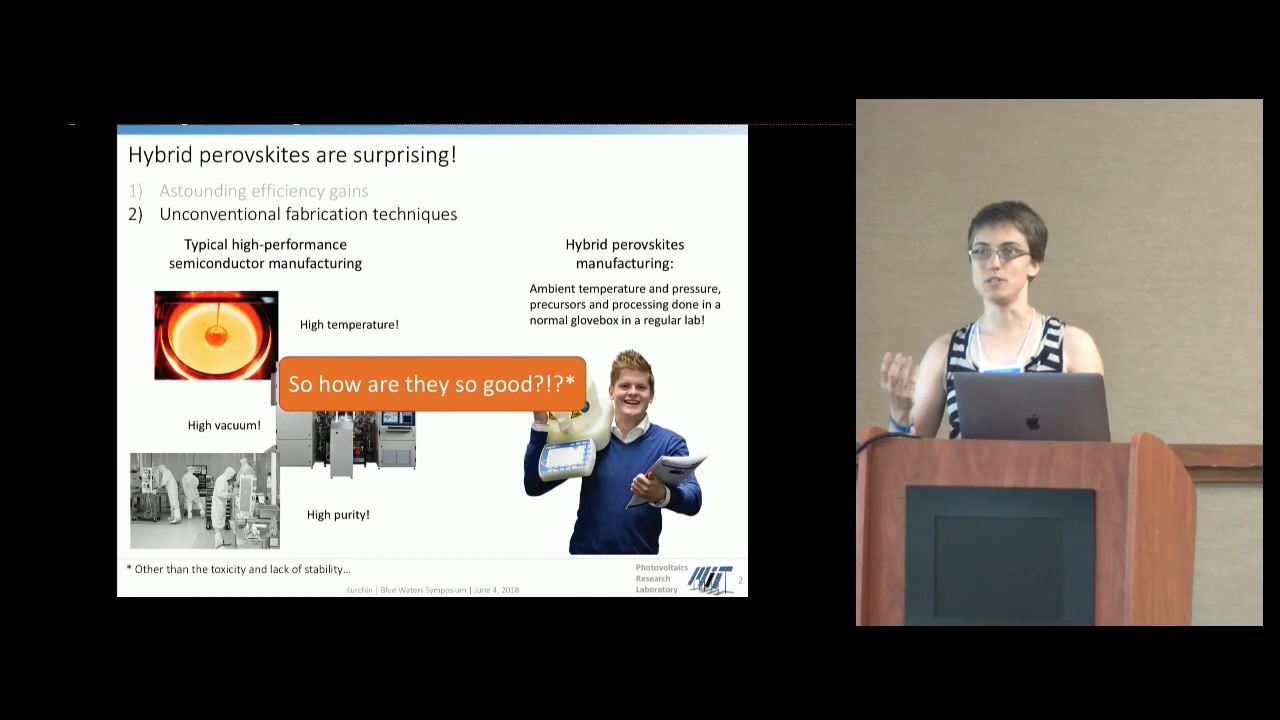 Hybrid perovskites are surprising!
1) Astounding efficiency gains
2) Unconventional fabrication techniques
Typical high-performance
semiconductor manufacturing
Hybrid perovskites
manufacturing:
Ambient temperature and pressure,
precursors and processing done in a
normal glovebox in a regular lab!
High temperature!
So how are they so good?!?*
High vacuum!
High purity!
* Other than the toxicity and lack of stability...
Photovoltaics
Research
Laboratory
MIT
2
Kurchin | Blue Waters Symposium | June 4, 2018